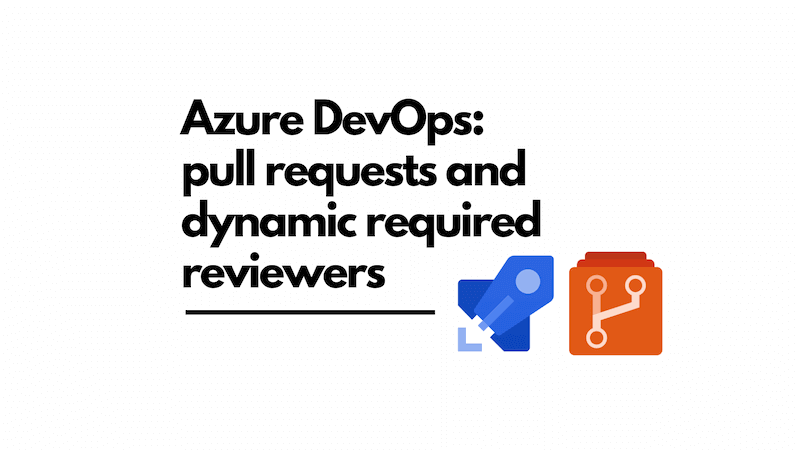 Azure DevOps:
pull requests and
dynamic required
reviewers